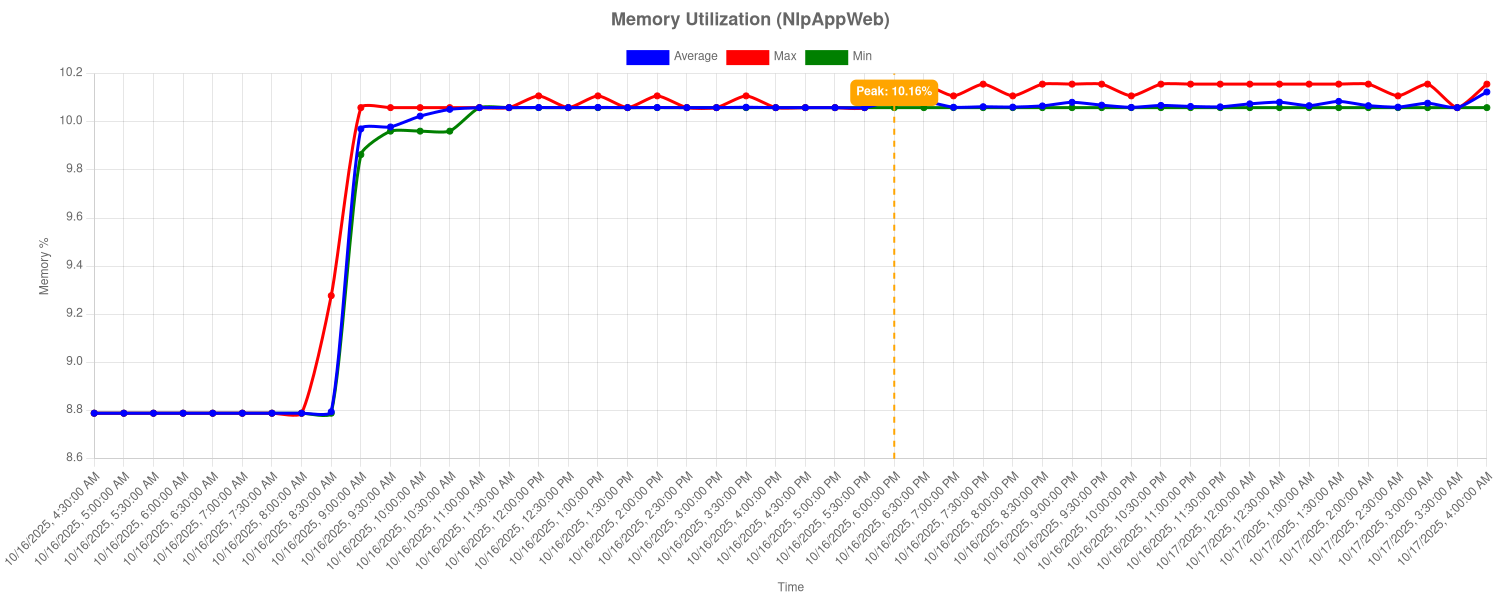 Memory Utilization (NlpAppWeb)
Average Max Min
Peak: 10.16%
10.2
10.0
9.8
9.6
9.4
9.2
9.0
8.8
8.6
Memory %
10/16/2025, 4:30:00 AM
10/16/2025, 5:00:00 AM
10/16/2025, 5:30:00 AM
10/16/2025, 6:00:00 AM
10/16/2025, 6:30:00 AM
10/16/2025, 7:00:00 AM
10/16/2025, 7:30:00 AM
10/16/2025, 8:00:00 AM
10/16/2025, 8:30:00 AM
10/16/2025, 9:00:00 AM
10/16/2025, 9:30:00 AM
10/16/2025, 10:00:00 AM
10/16/2025, 10:30:00 AM
10/16/2025, 11:00:00 AM
10/16/2025, 11:30:00 AM
10/16/2025, 12:00:00 PM
10/16/2025, 12:30:00 PM
10/16/2025, 1:00:00 PM
10/16/2025, 1:30:00 PM
10/16/2025, 2:00:00 PM
10/16/2025, 2:30:00 PM
10/16/2025, 3:00:00 PM
10/16/2025, 3:30:00 PM
10/16/2025, 4:00:00 PM
10/16/2025, 4:30:00 PM
10/16/2025, 5:00:00 PM
10/16/2025, 5:30:00 PM
10/16/2025, 6:00:00 PM
10/16/2025, 6:30:00 PM
10/16/2025, 7:00:00 PM
10/16/2025, 7:30:00 PM
10/16/2025, 8:00:00 PM
10/16/2025, 8:30:00 PM
10/16/2025, 9:00:00 PM
10/16/2025, 9:30:00 PM
10/16/2025, 10:00:00 PM
10/16/2025, 10:30:00 PM
10/16/2025, 11:00:00 PM
10/16/2025, 11:30:00 PM
10/17/2025, 12:00:00 AM
10/17/2025, 12:30:00 AM
10/17/2025, 1:00:00 AM
10/17/2025, 1:30:00 AM
10/17/2025, 2:00:00 AM
10/17/2025, 2:30:00 AM
10/17/2025, 3:00:00 AM
10/17/2025, 3:30:00 AM
10/17/2025, 4:00:00 AM
Time